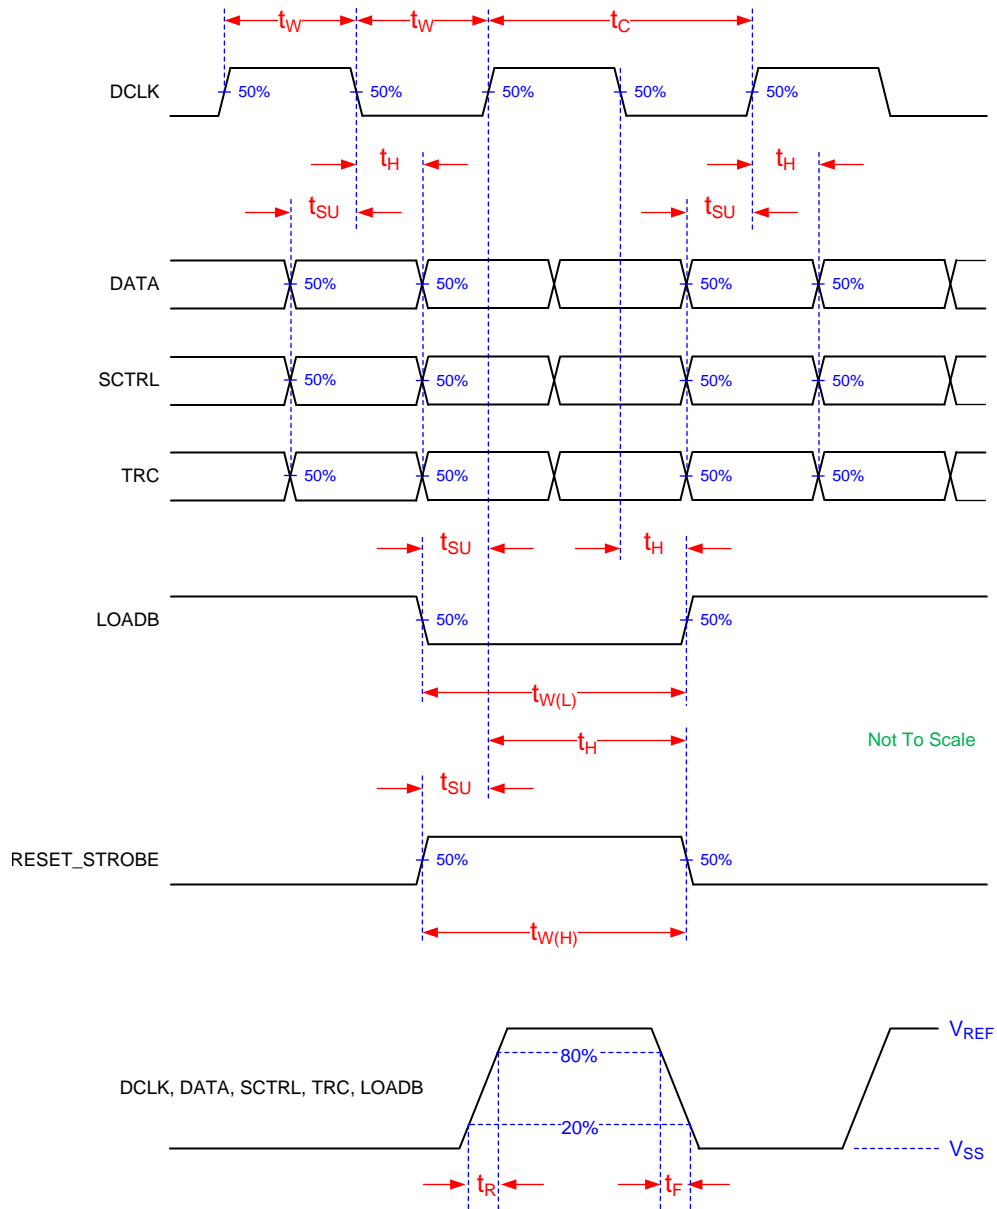 tW tW tC
DCLK 50% 50% 50% 50% 50%
tH tH
tSU tSU
DATA 50% 50% 50% 50%
SCTRL 50% 50% 50% 50%
TRC 50% 50% 50% 50%
tSU tH
LOADB 50% 50%
tW(L)
tH Not To Scale
tSU
RESET_STROBE 50% 50%
tW(H)
VREF
80%
DCLK, DATA, SCTRL, TRC, LOADB
20%
VSS
tR tF